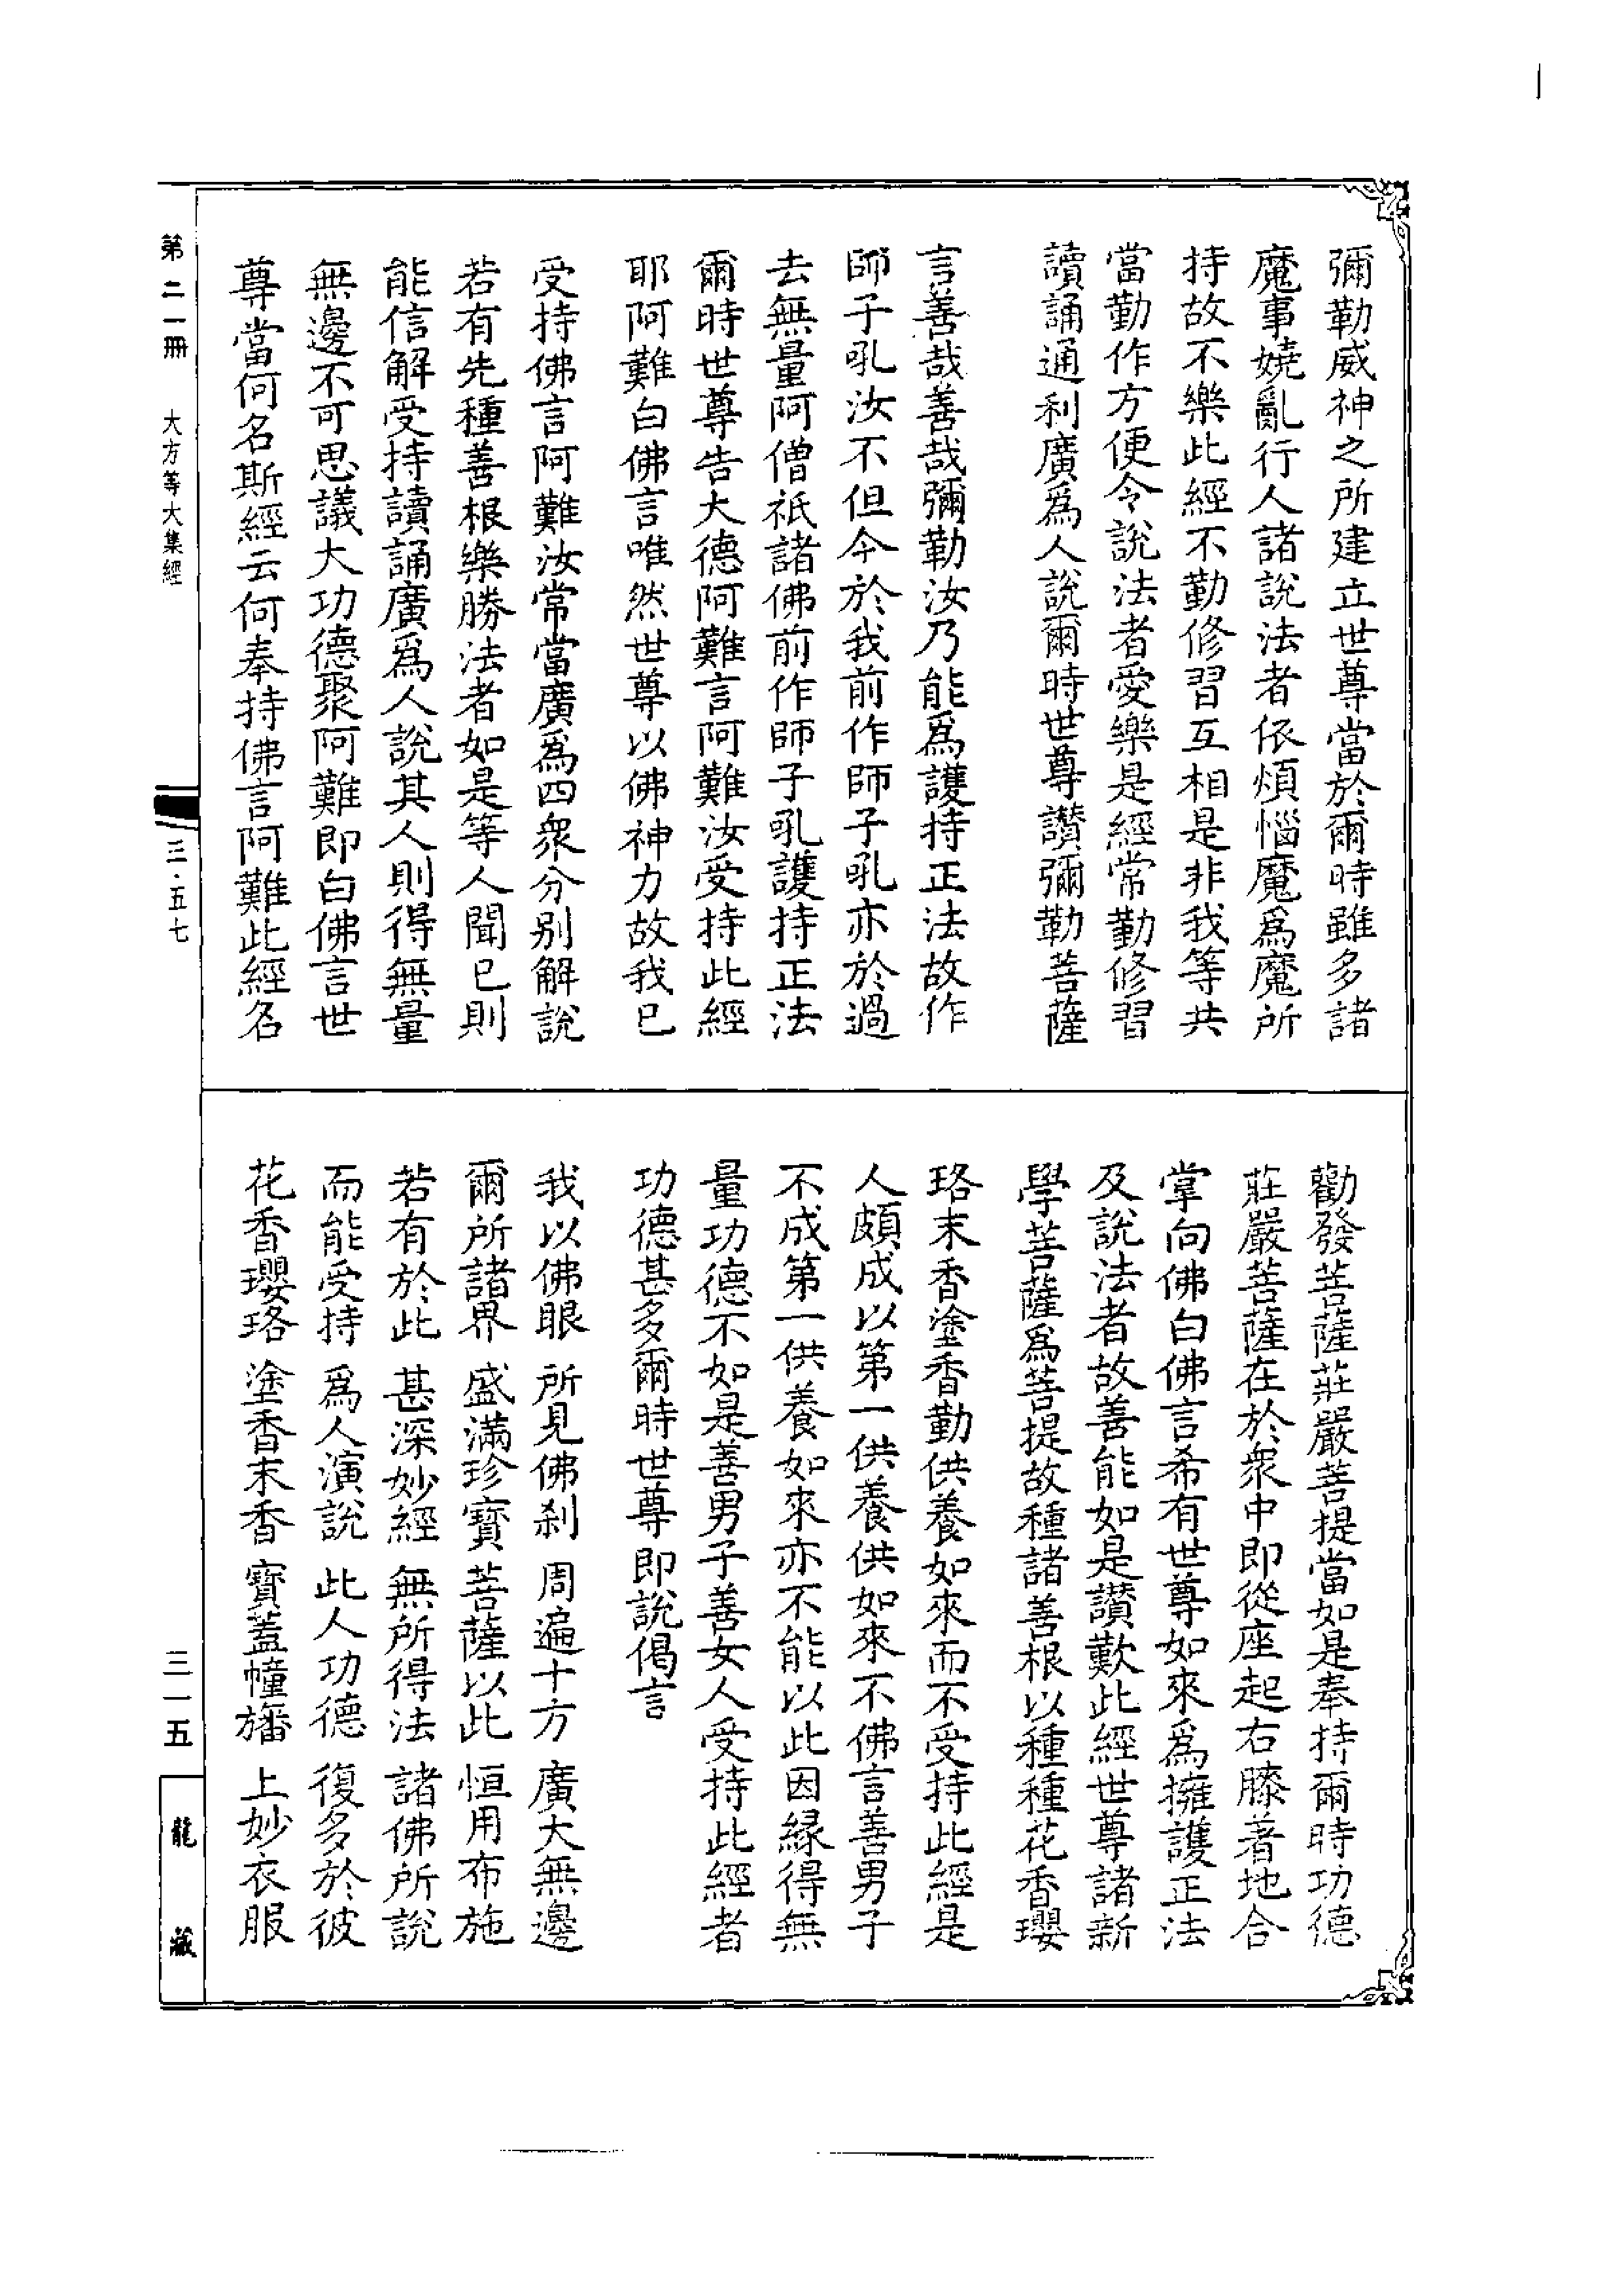 彌勒威神之所建立世尊當於爾時雖多諸
魔事嬈亂行人諸說法者依煩惱魔爲魔所
持故不樂此經不勤修習互相是非我等共
當勤作方便令說法者愛樂是經常勤修習
讀誦通利廣爲人說爾時世尊讚彌勒菩薩
言善哉善哉彌勒汝乃能爲護持正法故作
師子吼汝不但今於我前作師子吼亦於過
去無量阿僧祇諸佛前作師子吼護持正法
爾時世尊告大德阿難言阿難汝受持此經
耶阿難白佛言唯然世尊以佛神力故我已
受持佛言阿難汝常當廣爲四衆分别解說
若有先種善根樂勝法者如是等人聞已則
能信解受持讀誦廣爲人說其人則得無量
無邊不可思議大功德聚阿難即白佛言世
尊當何名斯經云何奉持佛言阿難此經名
勸發菩薩莊嚴菩提當如是奉持爾時功德
莊嚴菩薩在於衆中即從座起右膝著地合
掌向佛白佛言希有世尊如來爲擁護正法
及說法者故善能如是讚歎此經世尊諸新
學菩薩爲菩提故種諸善根以種種花香瓔
珞末香塗香勤供養如來而不受持此經是
人頗成以第一供養供如來不佛言善男子
不成第一供養如來亦不能以此因緣得無
量功德不如是善男子善女人受持此經者
功德甚多爾時世尊即說偈言
我以佛眼 所見佛刹 周遍十方 廣大無邊
爾所諸界 盛滿珍寶 菩薩以此 恒用布施
若有於此 甚深妙經 無所得法 諸佛所說
而能受持 爲人演說 此人功德 復多於彼
花香瓔珞 塗香末香 寶蓋幢旛 上妙衣服
第二一冊 大方等大集經 三·五七 三一五 龍藏